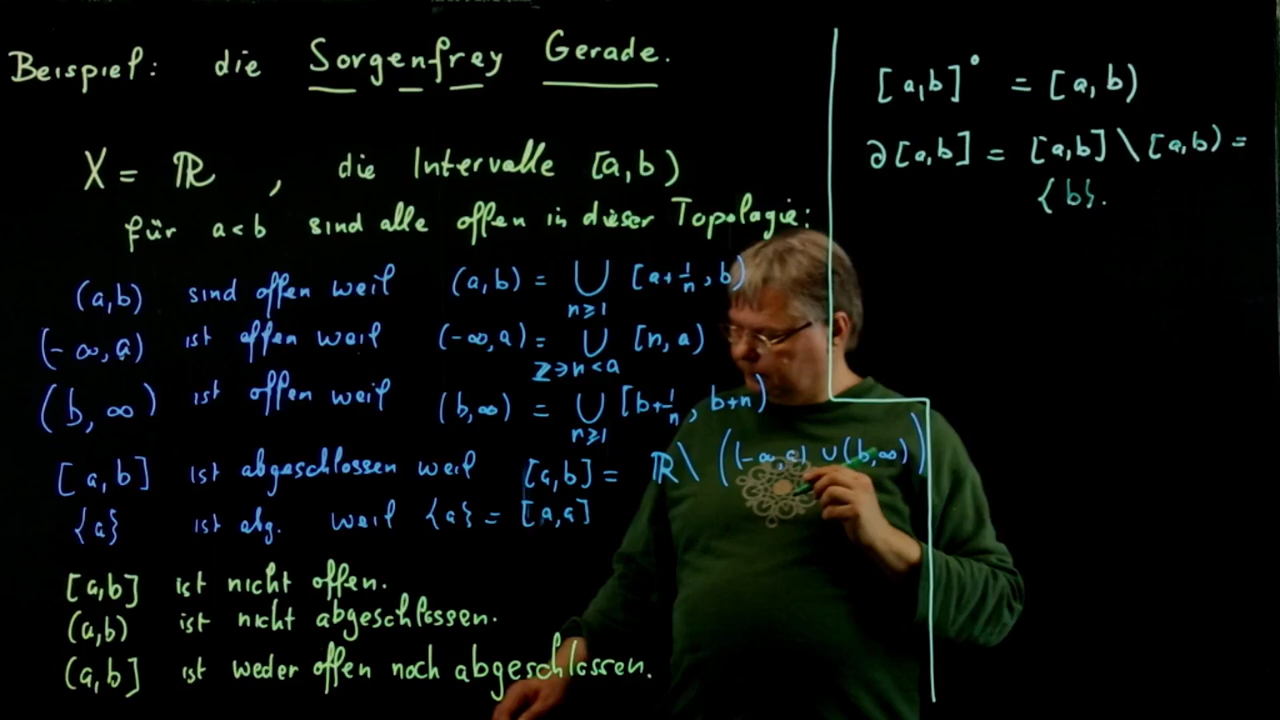 Beispiel: die Sorgenfrey Gerade.
X = ℝ , die Intervalle [a,b)
für a<b sind alle offen in dieser Topologie:
(a,b) sind offen weil (a,b) = ⋃ [a+1/n, b)
n≥1
(-∞,a) ist offen weil (-∞,a) = ⋃ [n,a)
ℤ∋n<a
(b,∞) ist offen weil (b,∞) = ⋃ [b+1/n, b+n)
n≥1
[a,b] ist abgeschlossen weil [a,b] = ℝ\((-∞,a) ∪ (b,∞))
{a} ist abg. weil {a} = [a,a]
[a,b] ist nicht offen.
(a,b) ist nicht abgeschlossen.
(a,b] ist weder offen noch abgeschlossen.
[a,b]° = [a,b)
∂[a,b] = [a,b] \ [a,b) =
{b}.